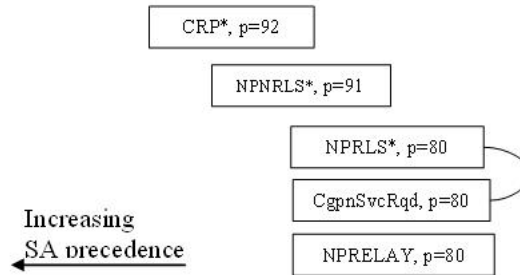 CRP*, p=92
NPNRLS*, p=91
NPRLS*, p=80
CgpnSvcRqd, p=80
Increasing
SA precedence
NPRELAY, p=80